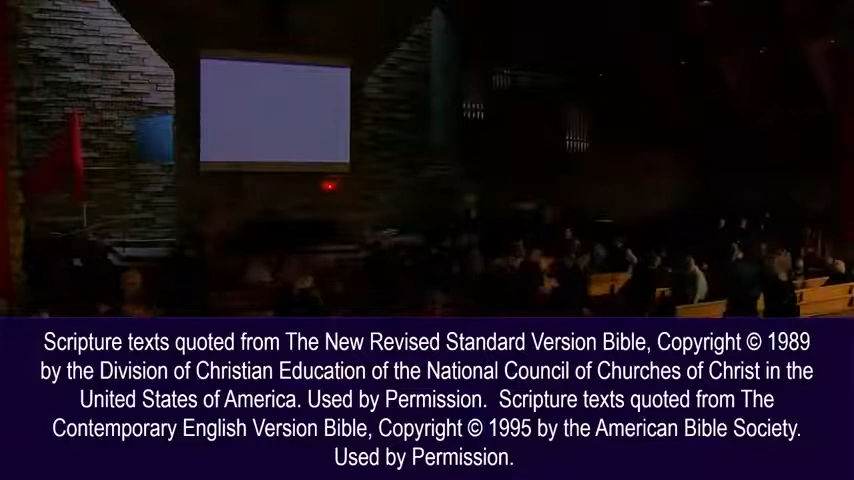 Scripture texts quoted from The New Revised Standard Version Bible, Copyright © 1989
by the Division of Christian Education of the National Council of Churches of Christ in the
United States of America. Used by Permission.  Scripture texts quoted from The
Contemporary English Version Bible, Copyright © 1995 by the American Bible Society.
Used by Permission.